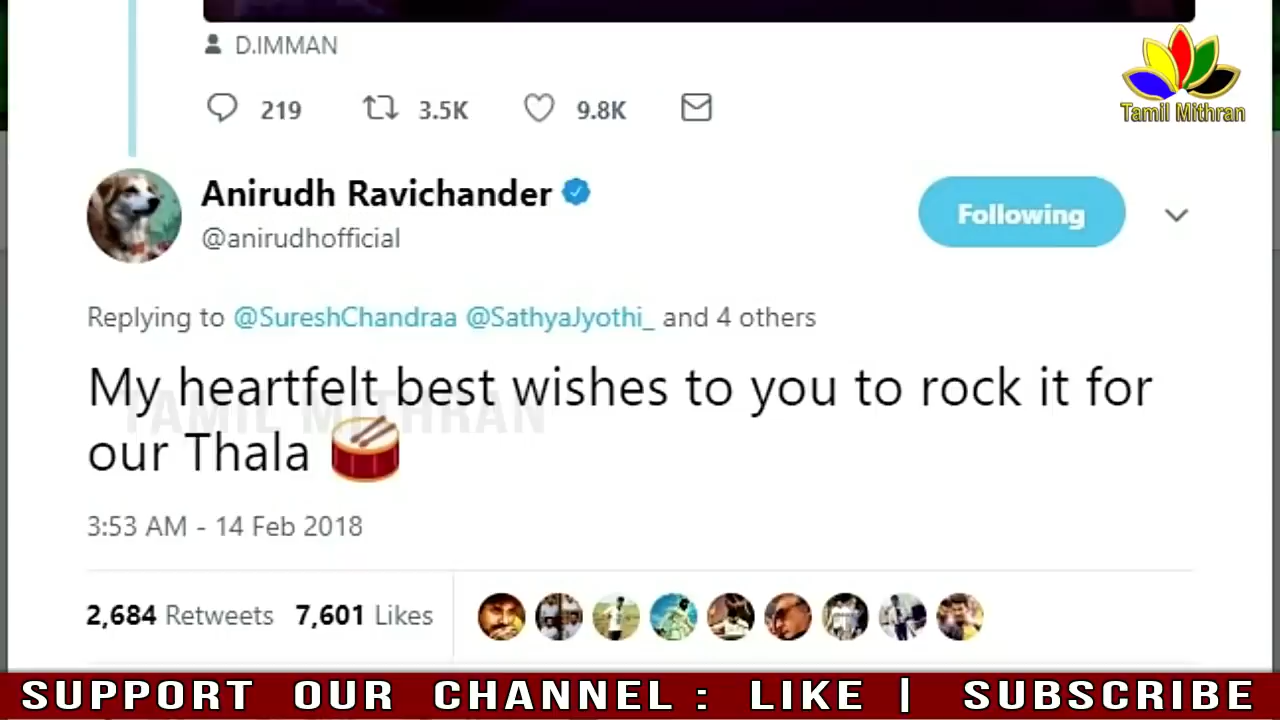 D.IMMAN
219 3.5K 9.8K
Tamil Mithran
Anirudh Ravichander
@anirudhofficial
Following
Replying to @SureshChandraa @SathyaJyothi_ and 4 others
My heartfelt best wishes to you to rock it for
our Thala
TAMIL MITHRAN
3:53 AM - 14 Feb 2018
2,684 Retweets 7,601 Likes
SUPPORT OUR CHANNEL : LIKE | SUBSCRIBE